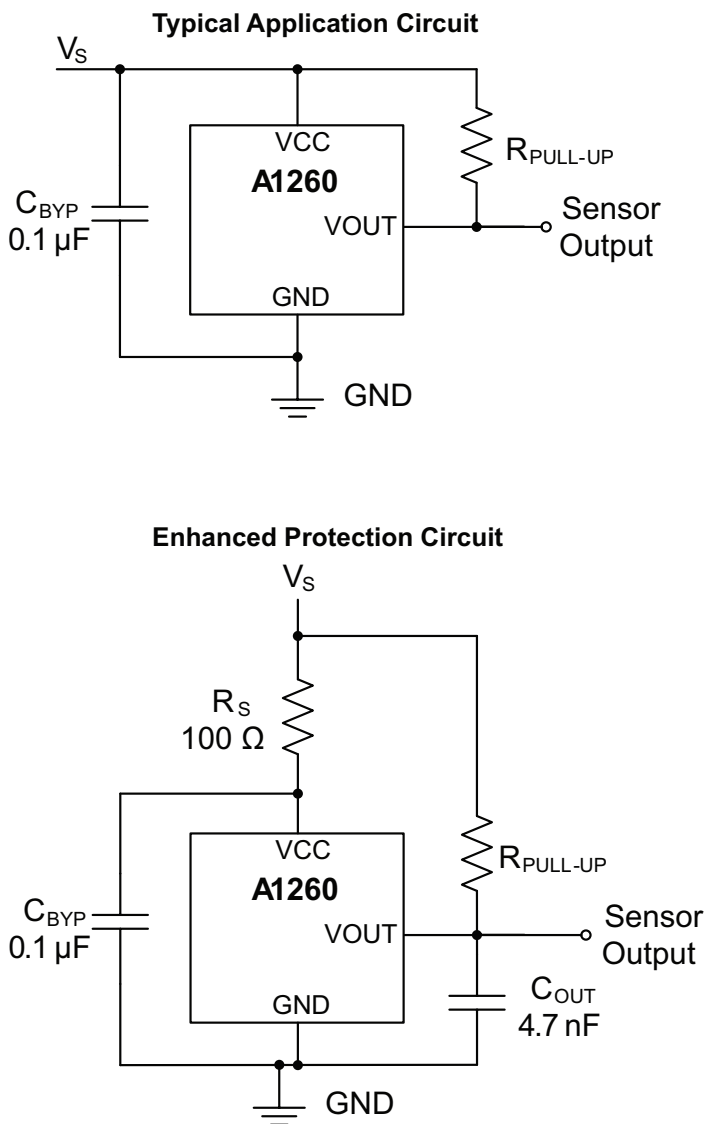 Typical Application Circuit
VS
VCC
A1260
RPULL-UP
CBYP
0.1 µF
VOUT
Sensor
Output
GND
GND
Enhanced Protection Circuit
VS
RS
100 Ω
VCC
A1260
RPULL-UP
CBYP
0.1 µF
VOUT
Sensor
Output
GND
COUT
4.7 nF
GND